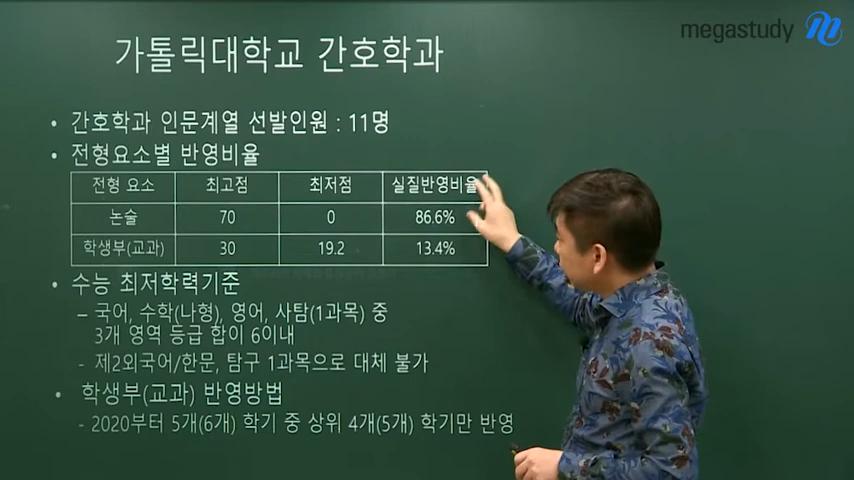 megastudy
가톨릭대학교 간호학과
• 간호학과 인문계열 선발인원 : 11명
• 전형요소별 반영비율
전형 요소 최고점 최저점 실질반영비율
논술 70 0 86.6%
학생부(교과) 30 19.2 13.4%
• 수능 최저학력기준
– 국어, 수학(나형), 영어, 사탐(1과목) 중
3개 영역 등급 합이 6이내
- 제2외국어/한문, 탐구 1과목으로 대체 불가
• 학생부(교과) 반영방법
- 2020부터 5개(6개) 학기 중 상위 4개(5개) 학기만 반영